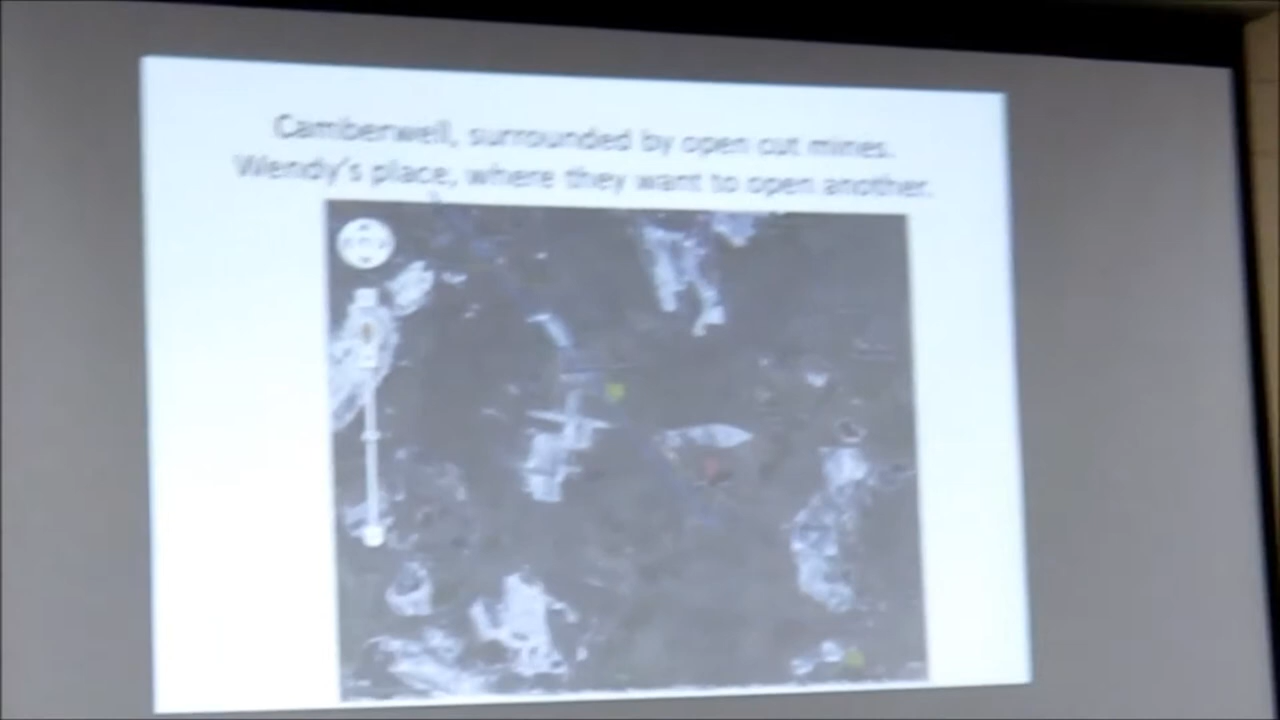 Camberwell, surrounded by open cut mines.
Wendy's place, where they want to open another.